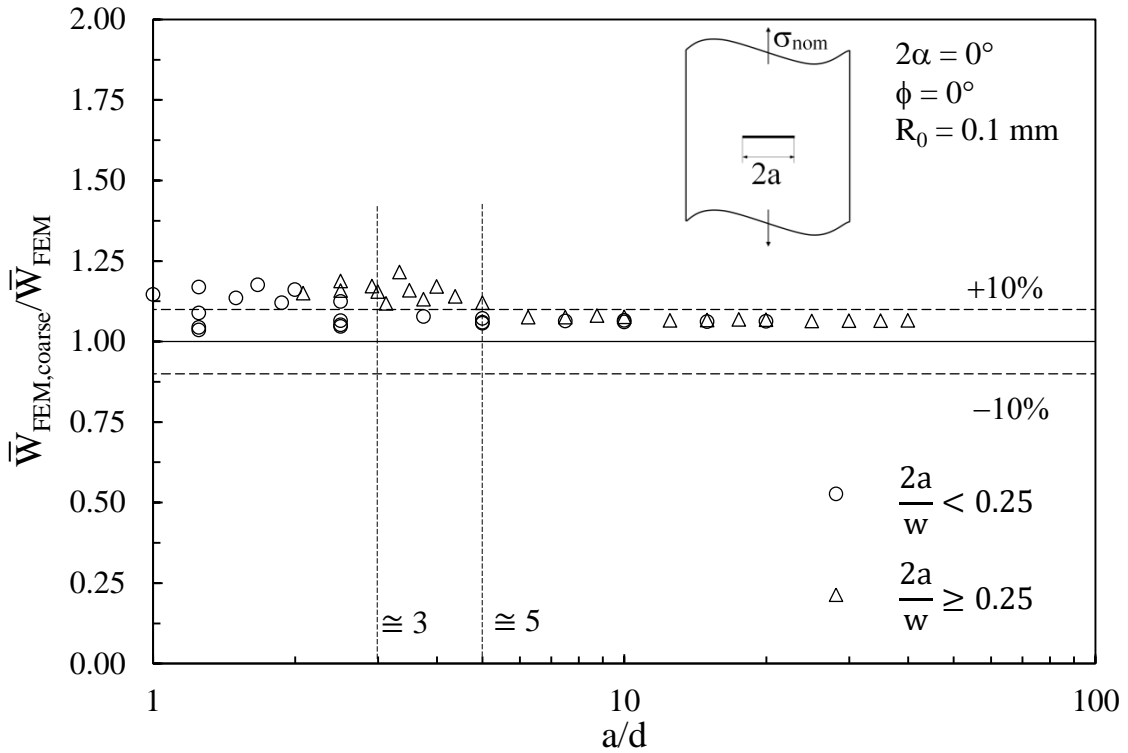 2.00
1.75
1.50
1.25
1.00
0.75
0.50
0.25
0.00
W̅FEM,coarse/W̅FEM
σnom
2a
2α = 0°
ϕ = 0°
R0 = 0.1 mm
+10%
−10%
2a/w < 0.25
2a/w ≥ 0.25
≅ 3
≅ 5
1
10
100
a/d